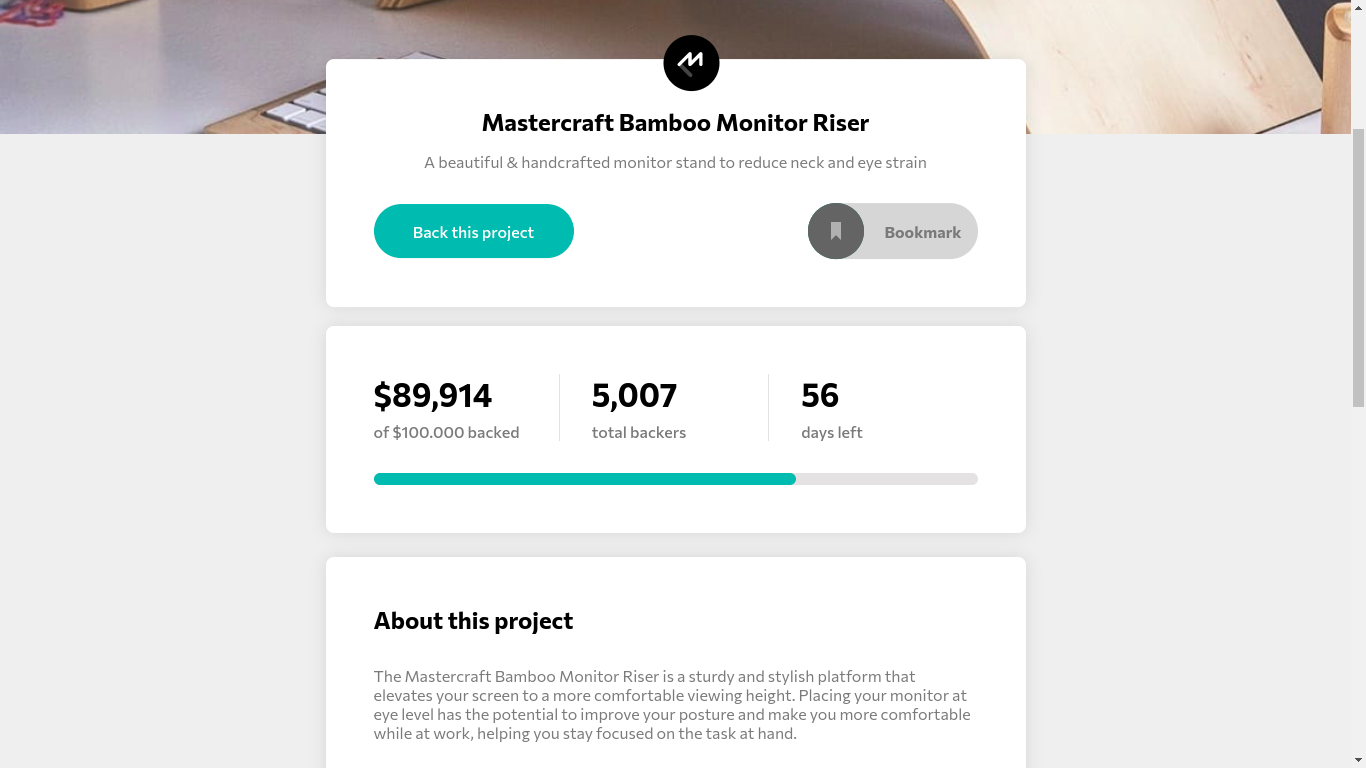 Mastercraft Bamboo Monitor Riser
A beautiful & handcrafted monitor stand to reduce neck and eye strain
Back this project
Bookmark
$89,914
of $100.000 backed
5,007
total backers
56
days left
About this project
The Mastercraft Bamboo Monitor Riser is a sturdy and stylish platform that
elevates your screen to a more comfortable viewing height. Placing your monitor at
eye level has the potential to improve your posture and make you more comfortable
while at work, helping you stay focused on the task at hand.